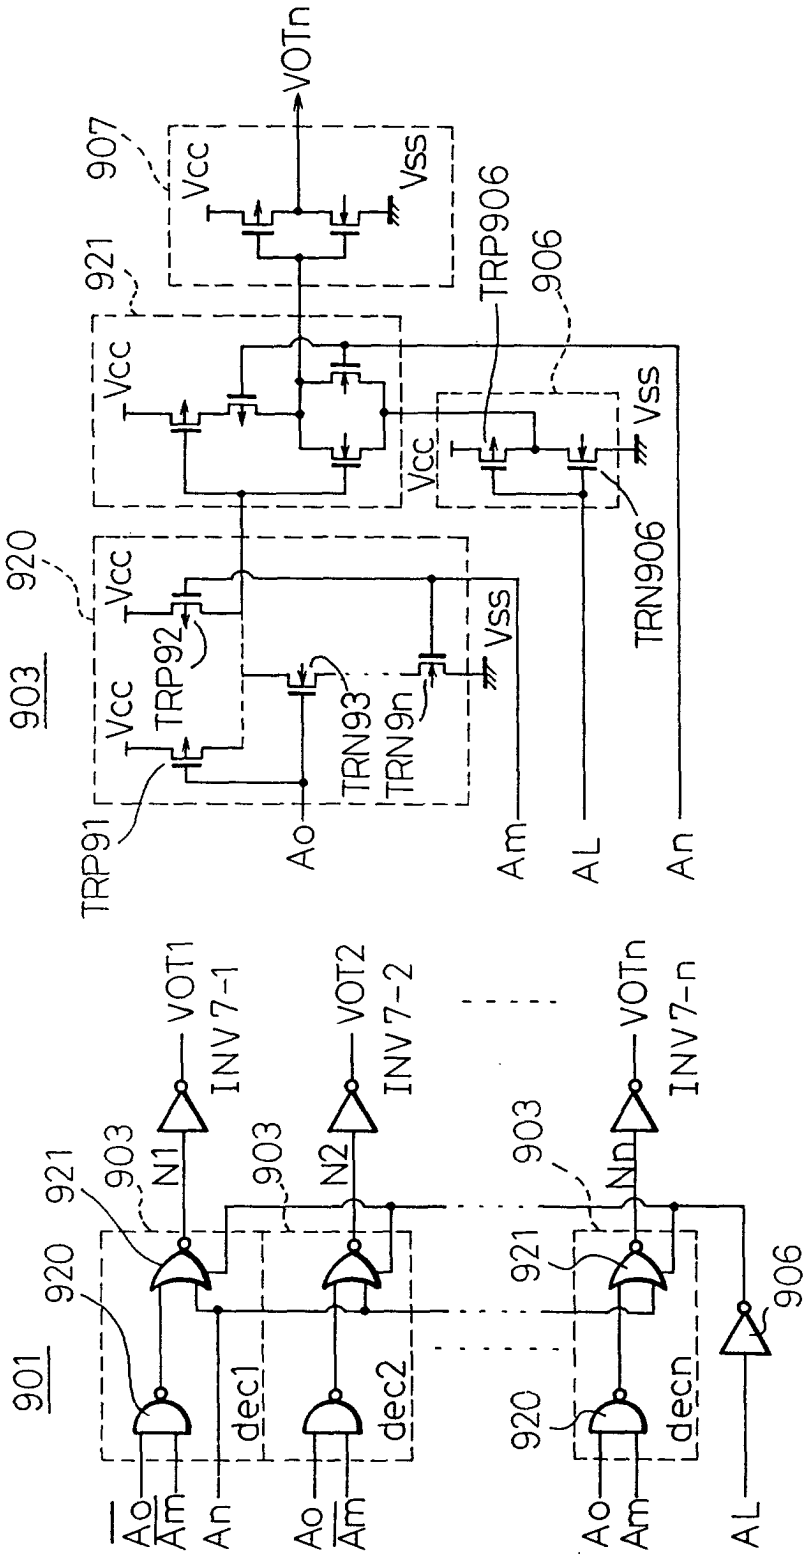 901
920
921
903
N1
VOT1
INV7-1
Ao
Am
An
dec1
903
N2
VOT2
INV7-2
Ao
Am
dec2
920
921
903
Nn
VOTn
INV7-n
Ao
Am
decn
AL
906
903
920
921
907
TRP91
Vcc
Vcc
TRP92
TRN93
TRN9n
Vss
Vcc
Vcc
Vss
VOTn
Vcc
TRP906
906
TRN906
Vss
Ao
Am
AL
An